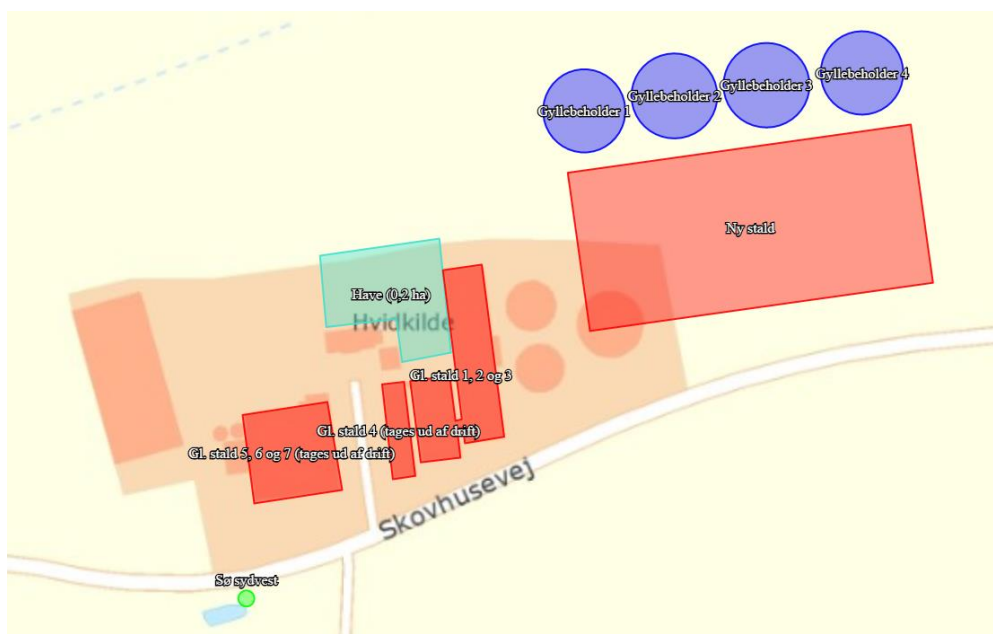 Gyllebeholder 1
Gyllebeholder 2
Gyllebeholder 3
Gyllebeholder 4
Ny stald
Have (0,2 ha)
Hvidkilde
Gl. stald 1, 2 og 3
Gl. stald 4 (tages ud af drift)
Gl. stald 5, 6 og 7 (tages ud af drift)
Skovhusevej
Sø sydvest